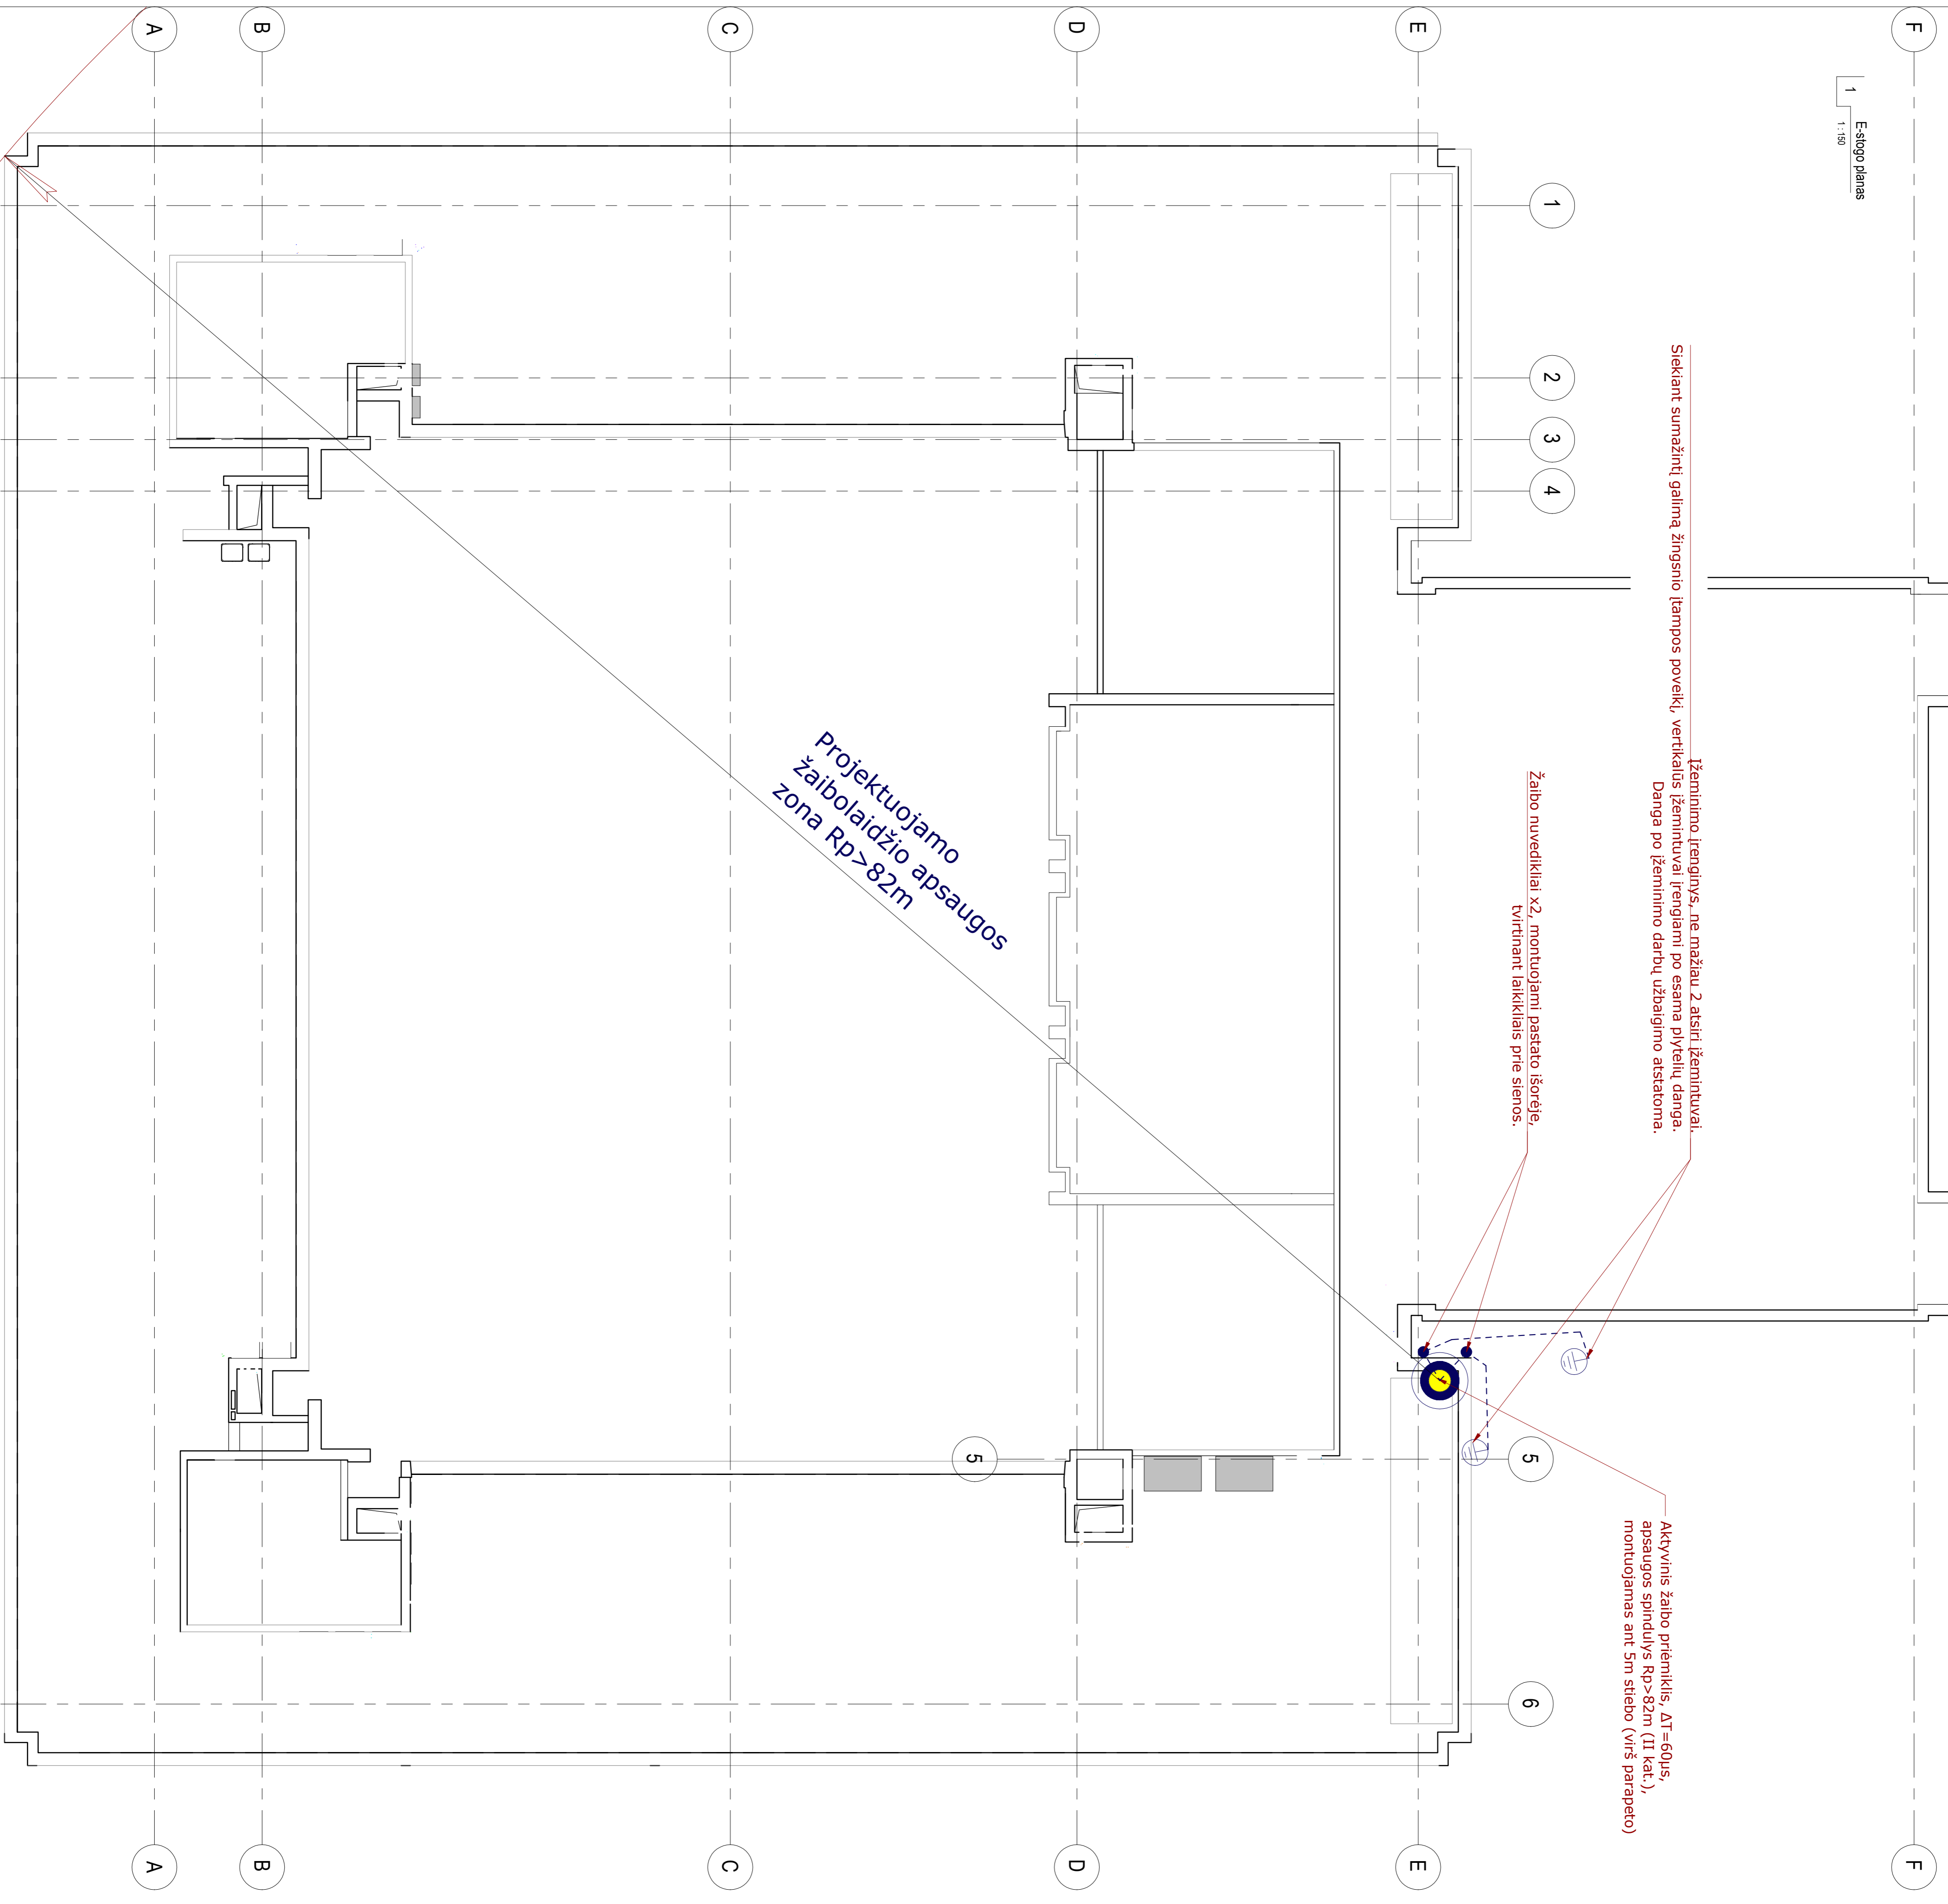 1
E-stogo planas
1 : 150
A
B
C
D
E
F
1
2
3
4
5
5
6
Siekiant sumažintį galimą žingsnio įtampos poveikį, vertikalūs įžemintuvai įrengiami po esama plytelių danga.
Įžeminimo įrenginys, ne mažiau 2 atsiri įžemintuvai.
Danga po įžeminimo darbų užbaigimo atstatoma.
Žaibo nuvedikliai x2, montuojami pastato išorėje,
tvirtinant laikikliais prie sienos.
Projektuojamo
žaibolaidžio apsaugos
zona Rp>82m
Aktyvinis žaibo priėmiklis, ΔT=60µs,
apsaugos spindulys Rp>82m (II kat.),
montuojamas ant 5m stiebo (virš parapeto)
A
B
C
D
E
F